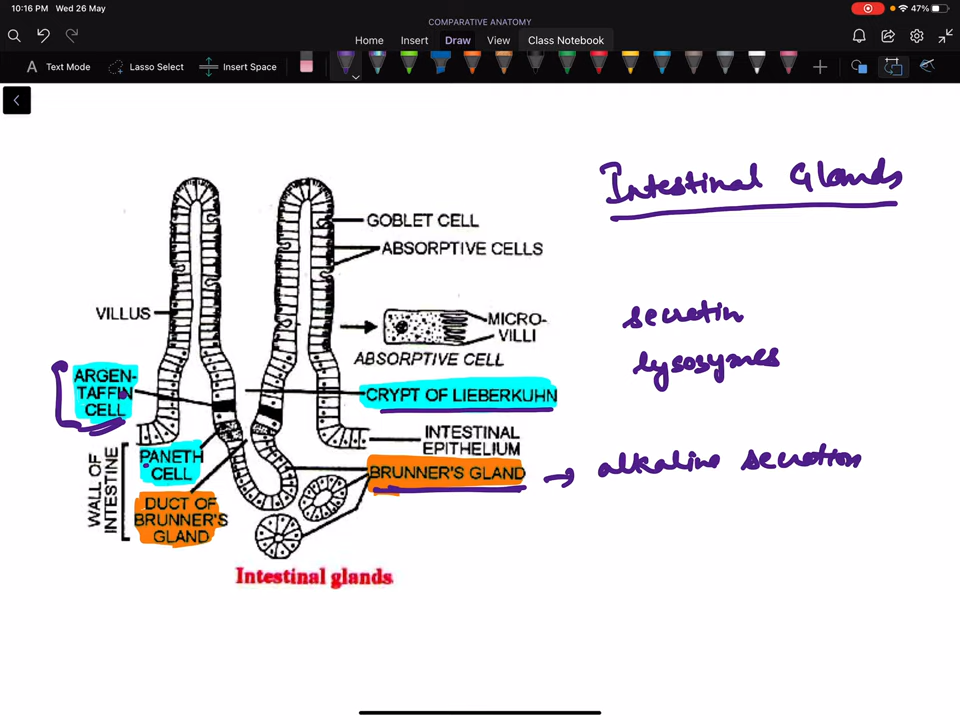 10:16 PM Wed 26 May
47%
COMPARATIVE ANATOMY
Home Insert Draw View Class Notebook
Text Mode Lasso Select Insert Space
Intestinal Glands
GOBLET CELL
ABSORPTIVE CELLS
VILLUS
MICRO-
VILLI
ABSORPTIVE CELL
secretin
lysosymes
ARGEN-
TAFFIN
CELL
CRYPT OF LIEBERKUHN
INTESTINAL
EPITHELIUM
PANETH
CELL
BRUNNER'S GLAND
alkaline secretion
WALL OF
INTESTINE
DUCT OF
BRUNNER'S
GLAND
Intestinal glands